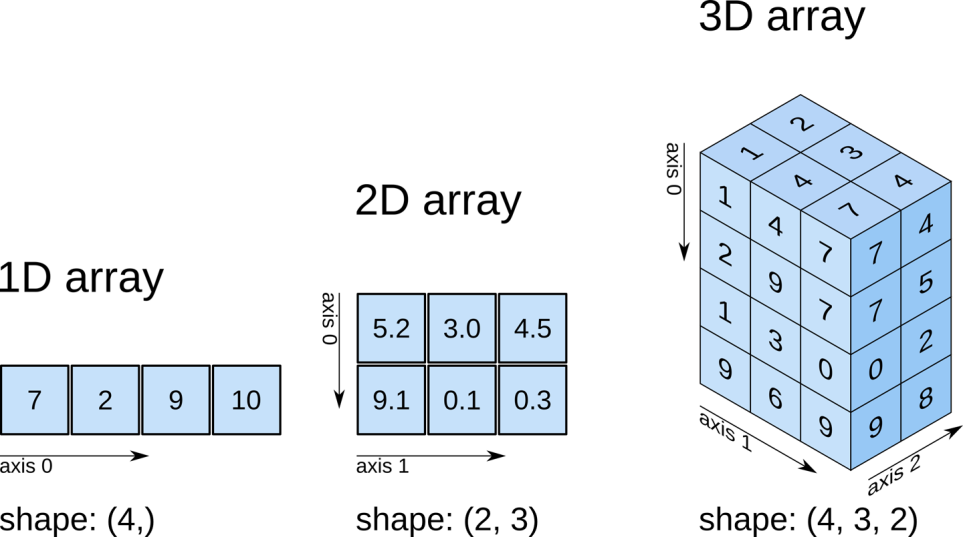 1D array
7 2 9 10
axis 0
shape: (4,)
2D array
axis 0
5.2 3.0 4.5
9.1 0.1 0.3
axis 1
shape: (2, 3)
3D array
axis 0
2
1 3
4 4
7
1 4 7 7 4
2 9 7 7 5
1 3 0 0 2
9 6 9 9 8
axis 1
axis 2
shape: (4, 3, 2)